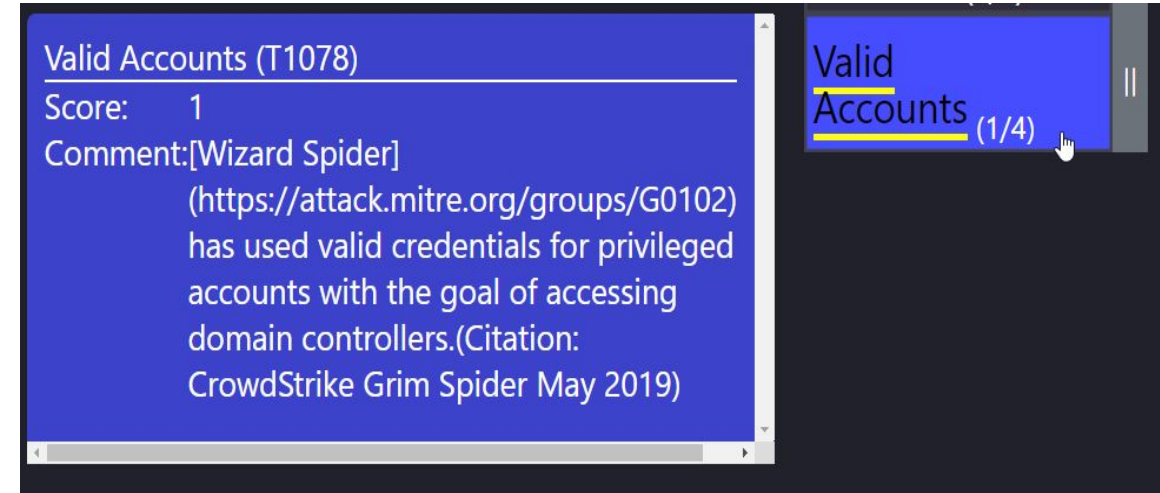 Valid Accounts (T1078)
Score: 1
Comment:[Wizard Spider]
(https://attack.mitre.org/groups/G0102)
has used valid credentials for privileged
accounts with the goal of accessing
domain controllers.(Citation:
CrowdStrike Grim Spider May 2019)
Valid
Accounts (1/4)